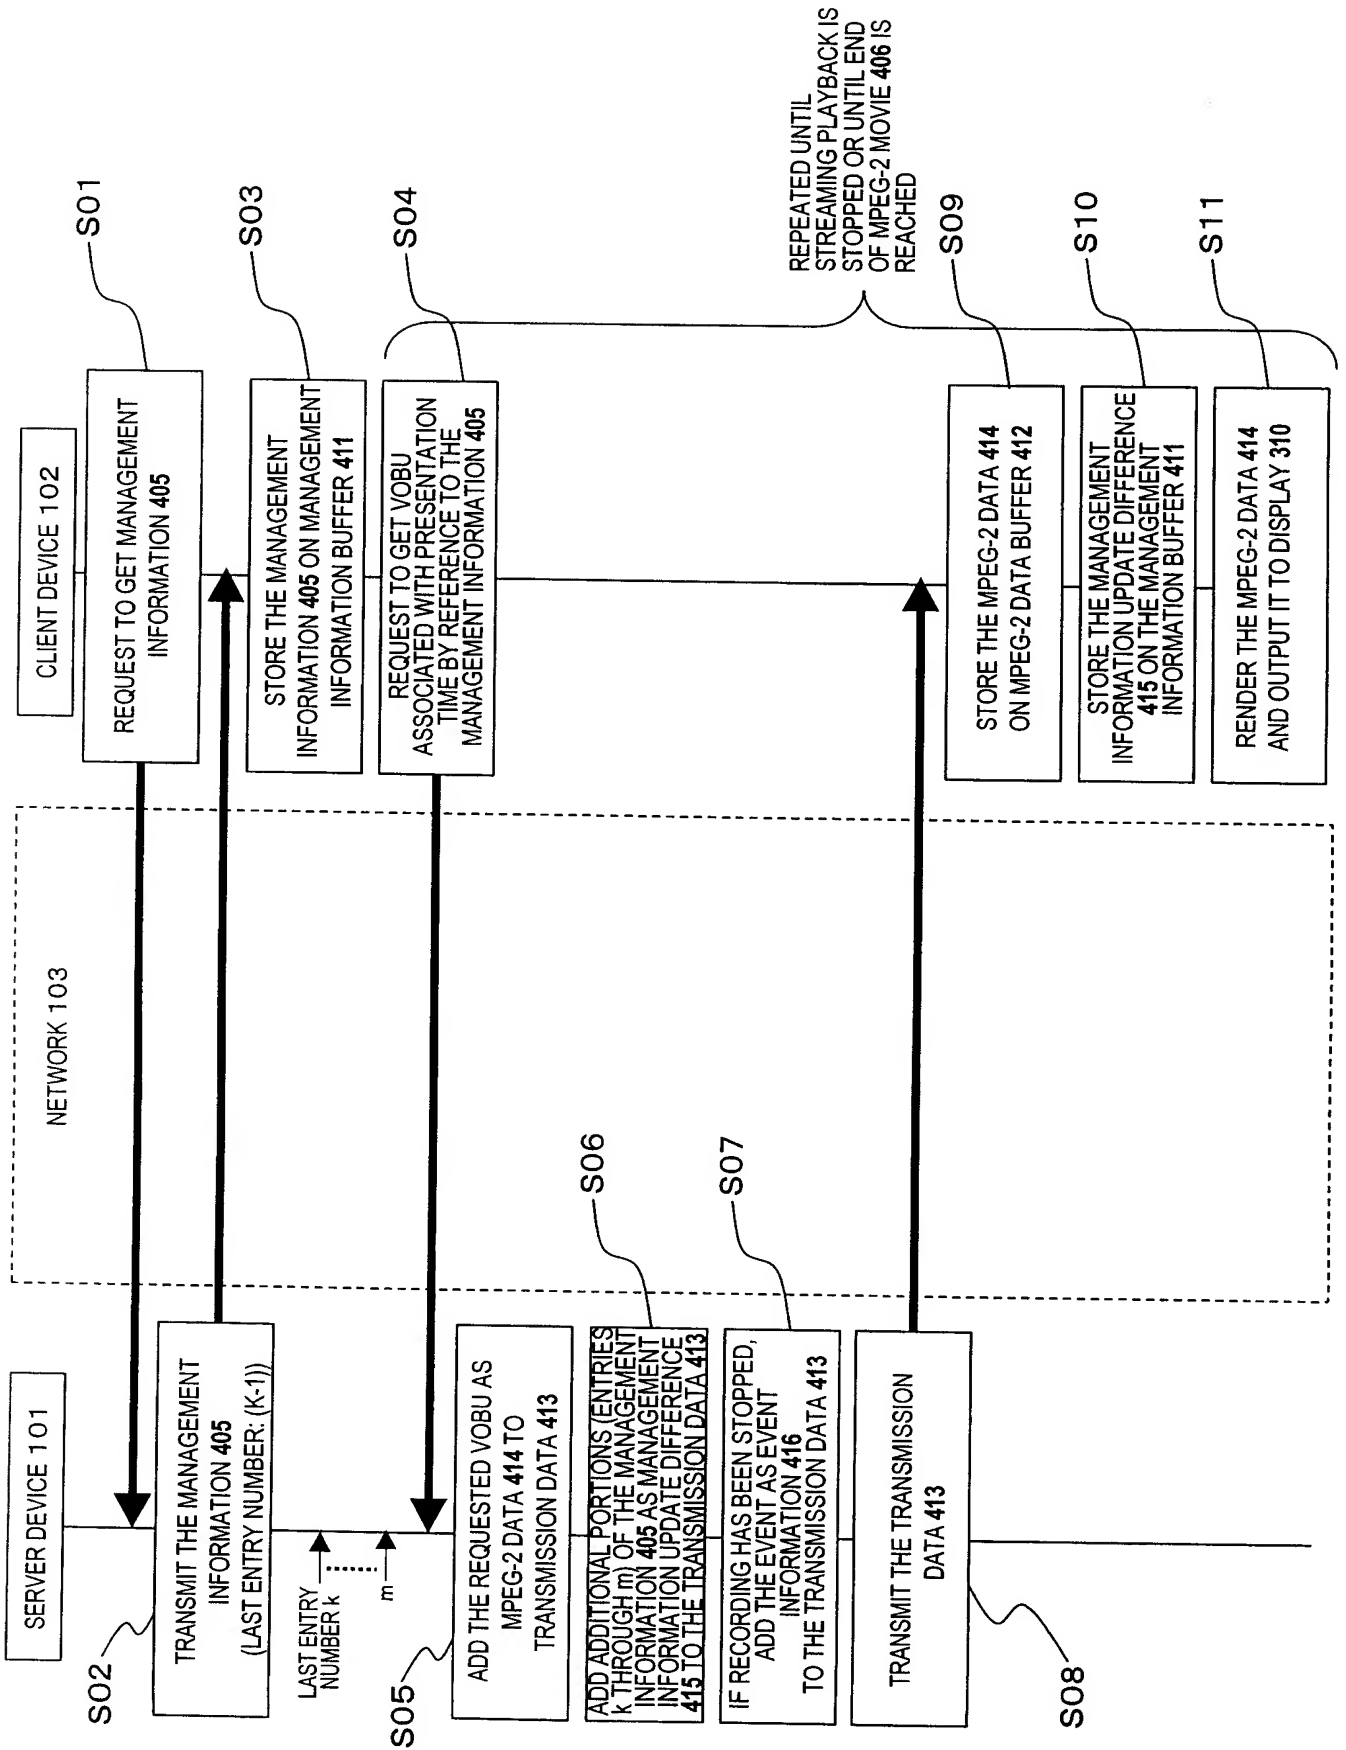 SERVER DEVICE 101
NETWORK 103
CLIENT DEVICE 102
S01
REQUEST TO GET MANAGEMENT
INFORMATION 405
S02
TRANSMIT THE MANAGEMENT
INFORMATION 405
(LAST ENTRY NUMBER: (K-1))
S03
STORE THE MANAGEMENT
INFORMATION 405 ON MANAGEMENT
INFORMATION BUFFER 411
LAST ENTRY
NUMBER k
m
S04
REQUEST TO GET VOBU
ASSOCIATED WITH PRESENTATION
TIME BY REFERENCE TO THE
MANAGEMENT INFORMATION 405
S05
ADD THE REQUESTED VOBU AS
MPEG-2 DATA 414 TO
TRANSMISSION DATA 413
S06
ADD ADDITIONAL PORTIONS (ENTRIES
k THROUGH m) OF THE MANAGEMENT
INFORMATION 405 AS MANAGEMENT
INFORMATION UPDATE DIFFERENCE
415 TO THE TRANSMISSION DATA 413
S07
IF RECORDING HAS BEEN STOPPED,
ADD THE EVENT AS EVENT
INFORMATION 416
TO THE TRANSMISSION DATA 413
TRANSMIT THE TRANSMISSION
DATA 413
S08
REPEATED UNTIL
STREAMING PLAYBACK IS
STOPPED OR UNTIL END
OF MPEG-2 MOVIE 406 IS
REACHED
S09
STORE THE MPEG-2 DATA 414
ON MPEG-2 DATA BUFFER 412
S10
STORE THE MANAGEMENT
INFORMATION UPDATE DIFFERENCE
415 ON THE MANAGEMENT
INFORMATION BUFFER 411
S11
RENDER THE MPEG-2 DATA 414
AND OUTPUT IT TO DISPLAY 310